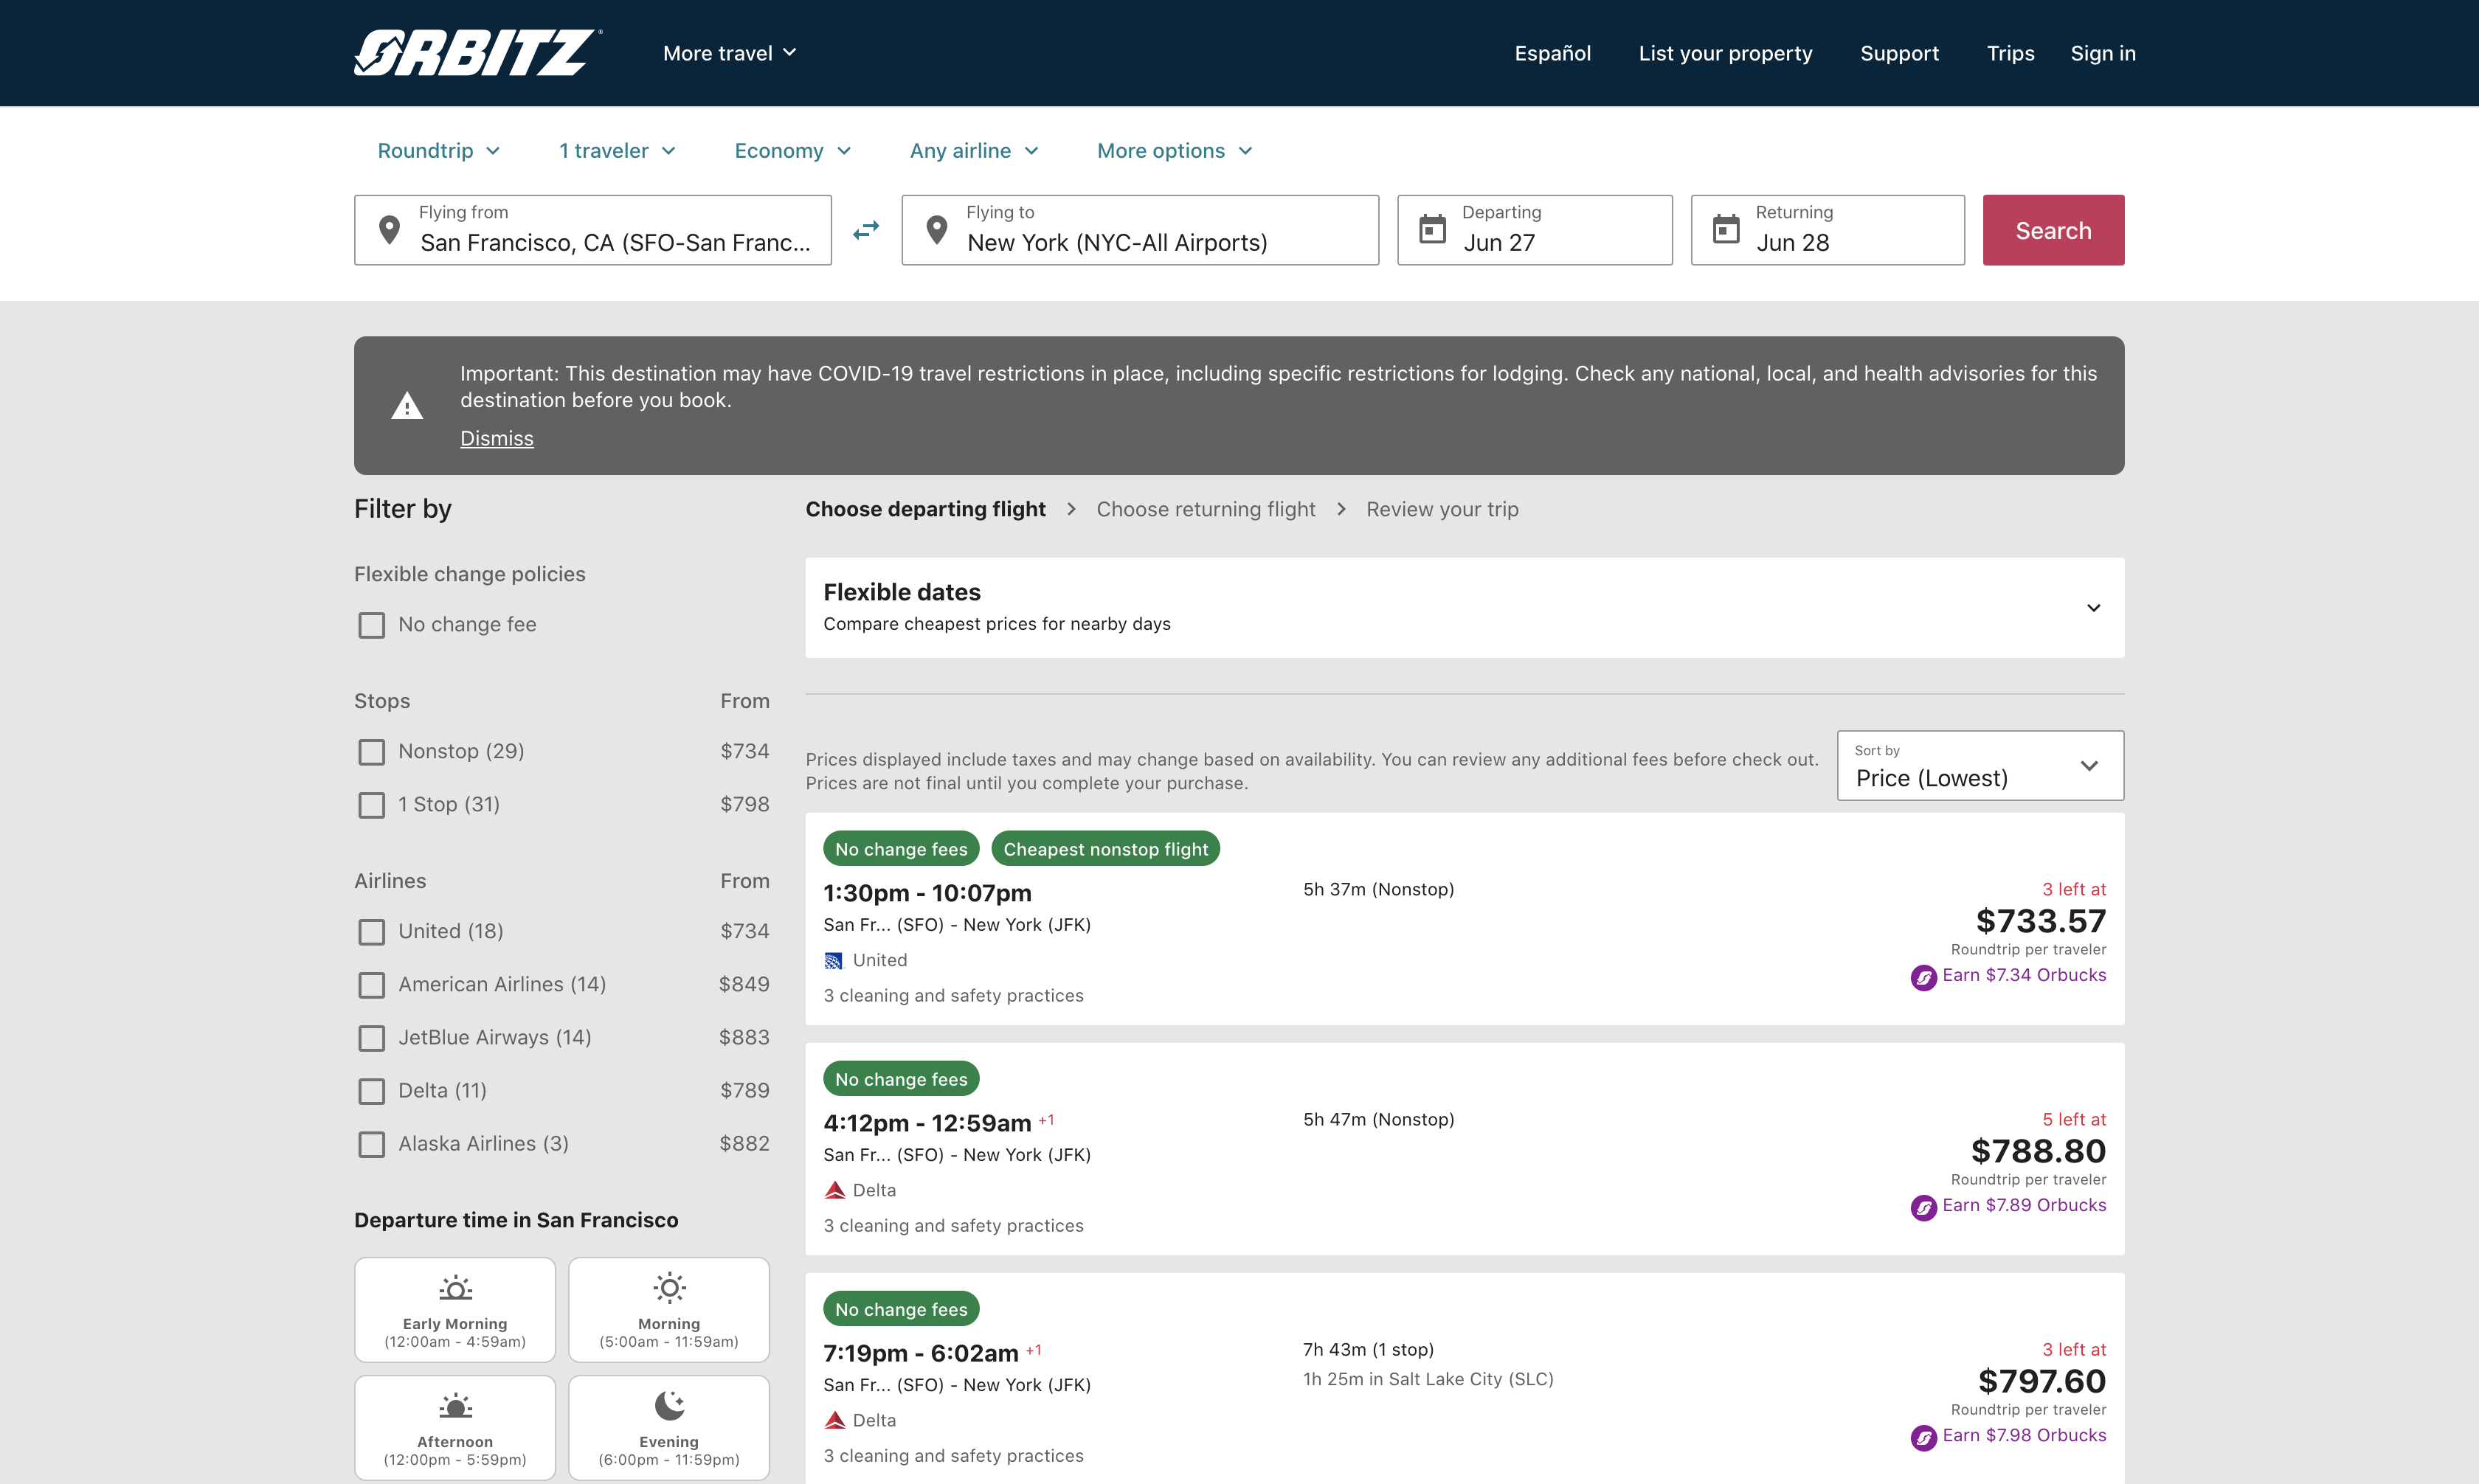 ORBITZ
More travel
Español
List your property
Support
Trips
Sign in
Roundtrip
1 traveler
Economy
Any airline
More options
Flying from
San Francisco, CA (SFO-San Franc...
Flying to
New York (NYC-All Airports)
Departing
Jun 27
Returning
Jun 28
Search
Important: This destination may have COVID-19 travel restrictions in place, including specific restrictions for lodging. Check any national, local, and health advisories for this
destination before you book.
Dismiss
Filter by
Flexible change policies
No change fee
Stops From
Nonstop (29) $734
1 Stop (31) $798
Airlines From
United (18) $734
American Airlines (14) $849
JetBlue Airways (14) $883
Delta (11) $789
Alaska Airlines (3) $882
Departure time in San Francisco
Early Morning
(12:00am - 4:59am)
Morning
(5:00am - 11:59am)
Afternoon
(12:00pm - 5:59pm)
Evening
(6:00pm - 11:59pm)
Choose departing flight
Choose returning flight
Review your trip
Flexible dates
Compare cheapest prices for nearby days
Prices displayed include taxes and may change based on availability. You can review any additional fees before check out.
Prices are not final until you complete your purchase.
Sort by
Price (Lowest)
No change fees
Cheapest nonstop flight
1:30pm - 10:07pm
San Fr... (SFO) - New York (JFK)
United
3 cleaning and safety practices
5h 37m (Nonstop)
3 left at
$733.57
Roundtrip per traveler
Earn $7.34 Orbucks
No change fees
4:12pm - 12:59am +1
San Fr... (SFO) - New York (JFK)
Delta
3 cleaning and safety practices
5h 47m (Nonstop)
5 left at
$788.80
Roundtrip per traveler
Earn $7.89 Orbucks
No change fees
7:19pm - 6:02am +1
San Fr... (SFO) - New York (JFK)
Delta
3 cleaning and safety practices
7h 43m (1 stop)
1h 25m in Salt Lake City (SLC)
3 left at
$797.60
Roundtrip per traveler
Earn $7.98 Orbucks